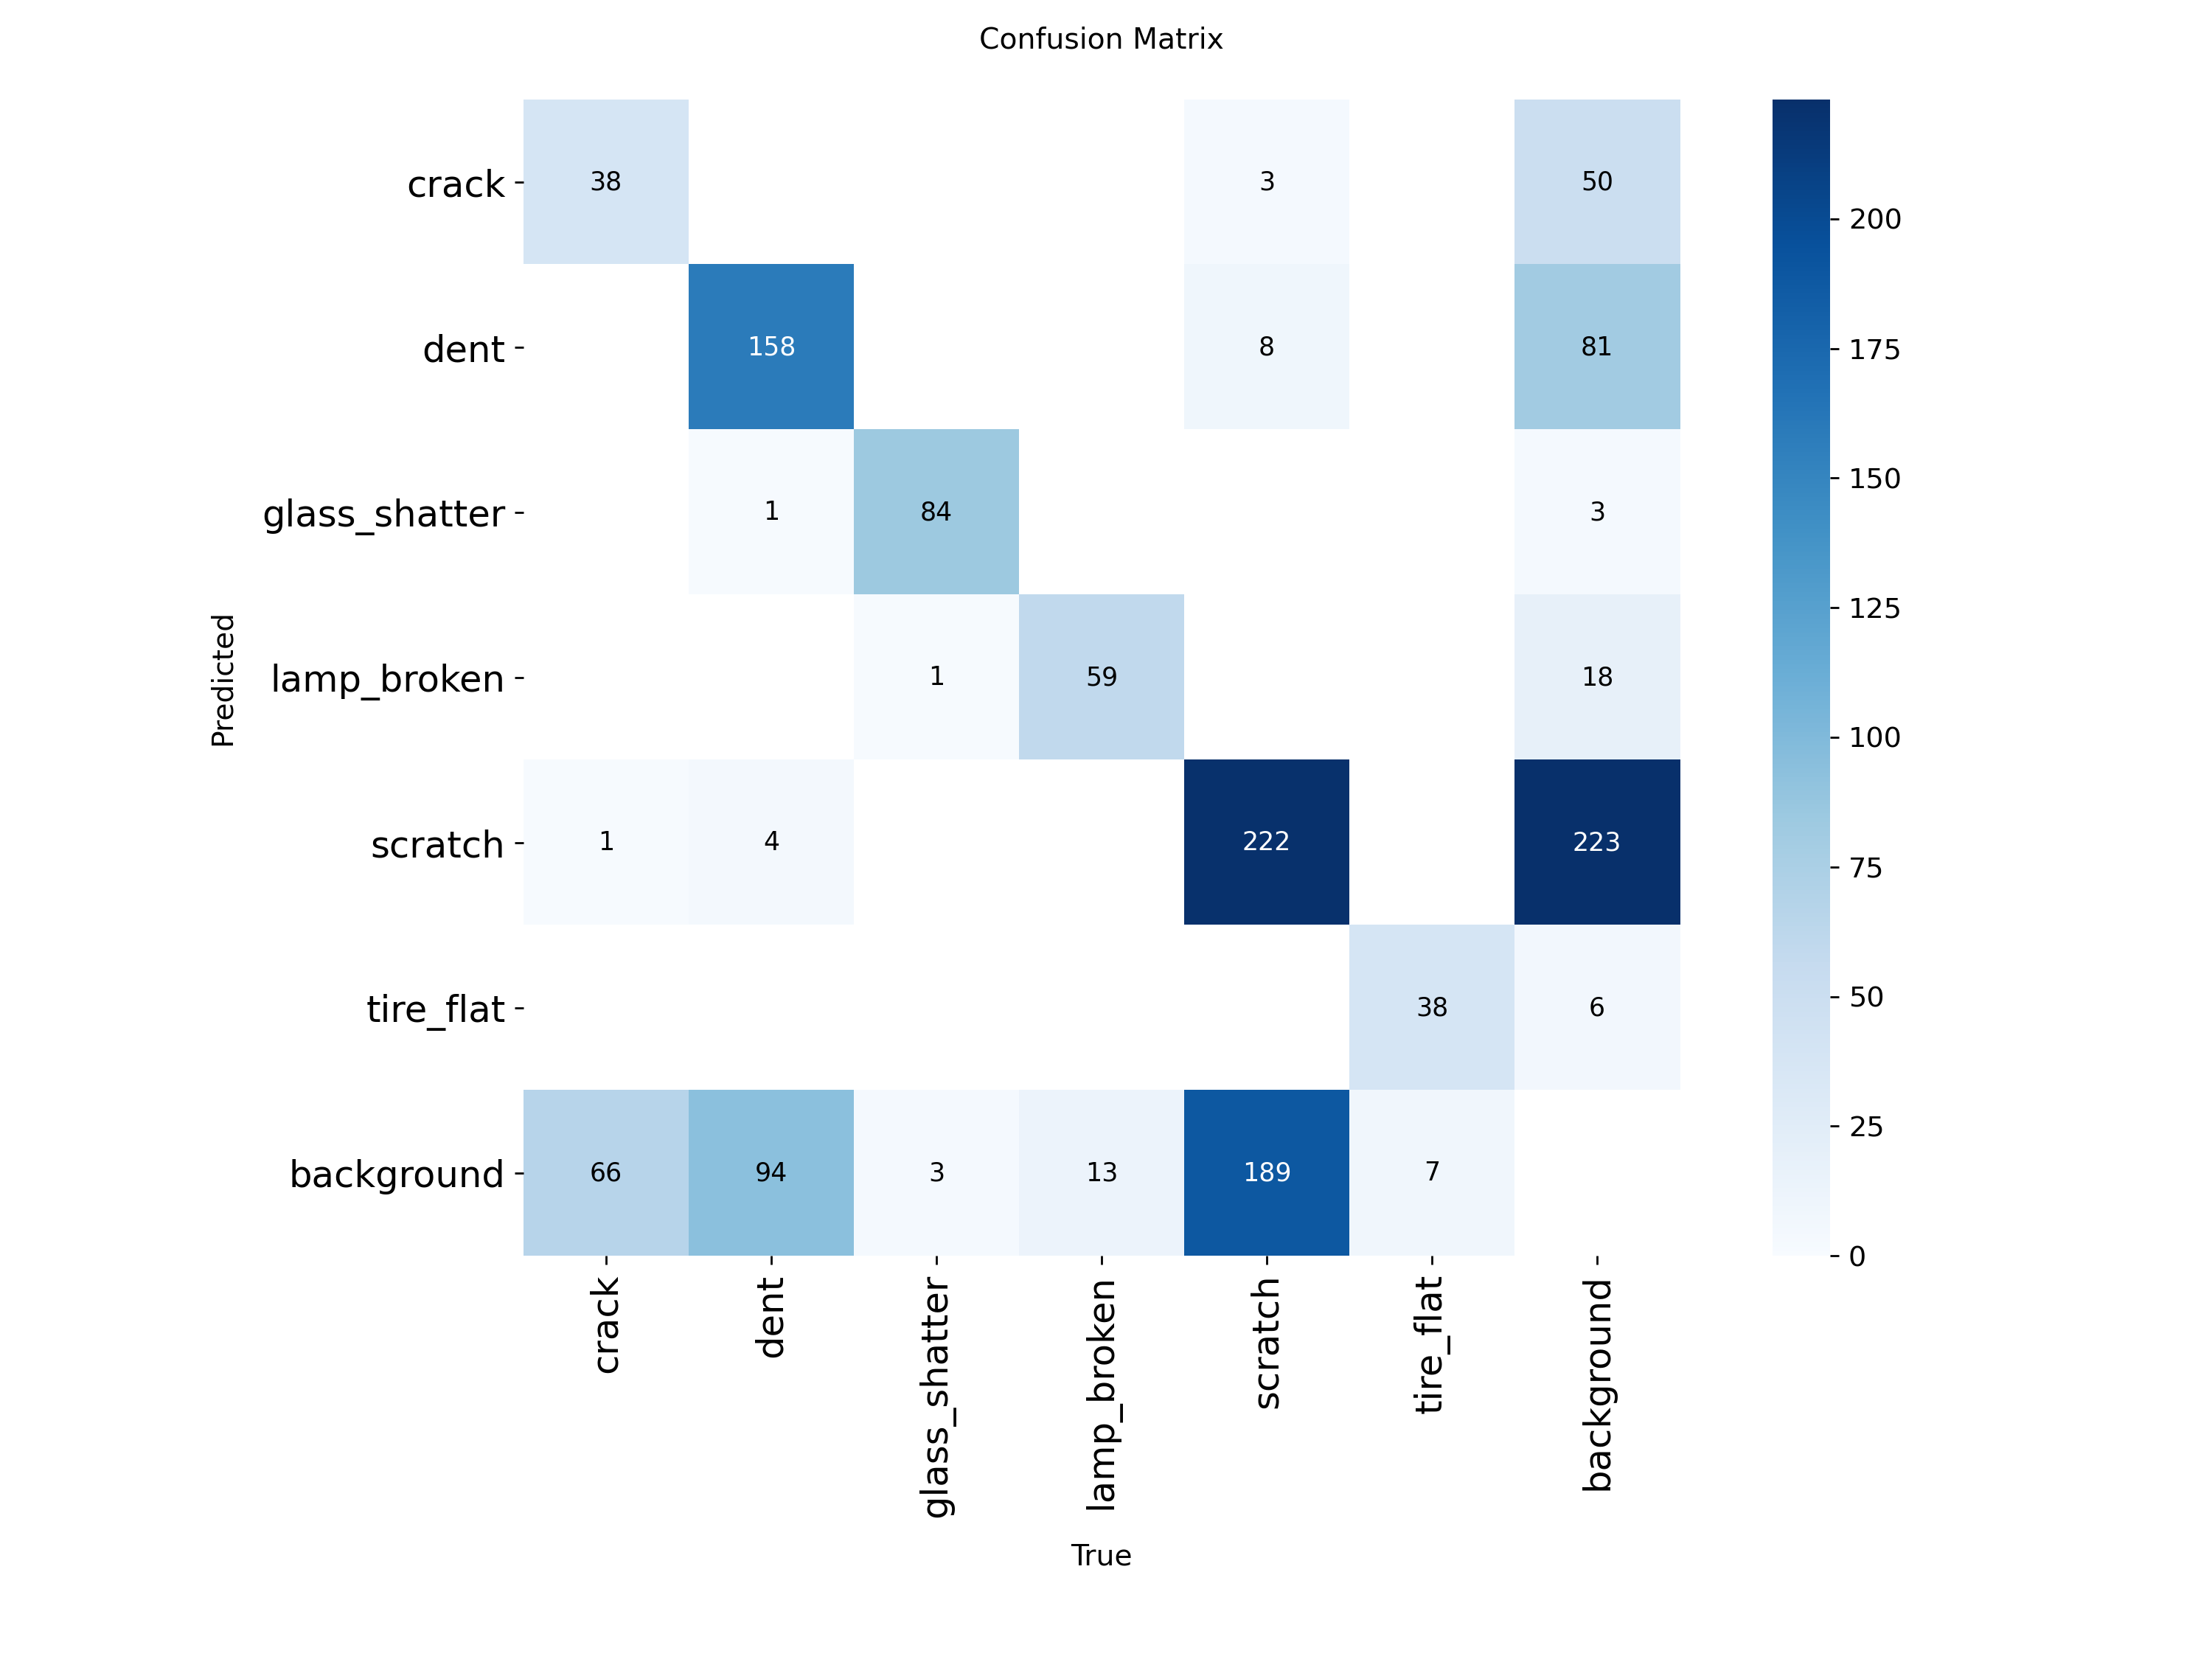 Confusion Matrix
crack 38 3 50
200
dent 158 8 81
175
150
glass_shatter 1 84 3
125
Predicted
lamp_broken 1 59 18
100
scratch 1 4 222 223
75
tire_flat 38 6
50
25
background 66 94 3 13 189 7
0
crack dent glass_shatter lamp_broken scratch tire_flat background
True